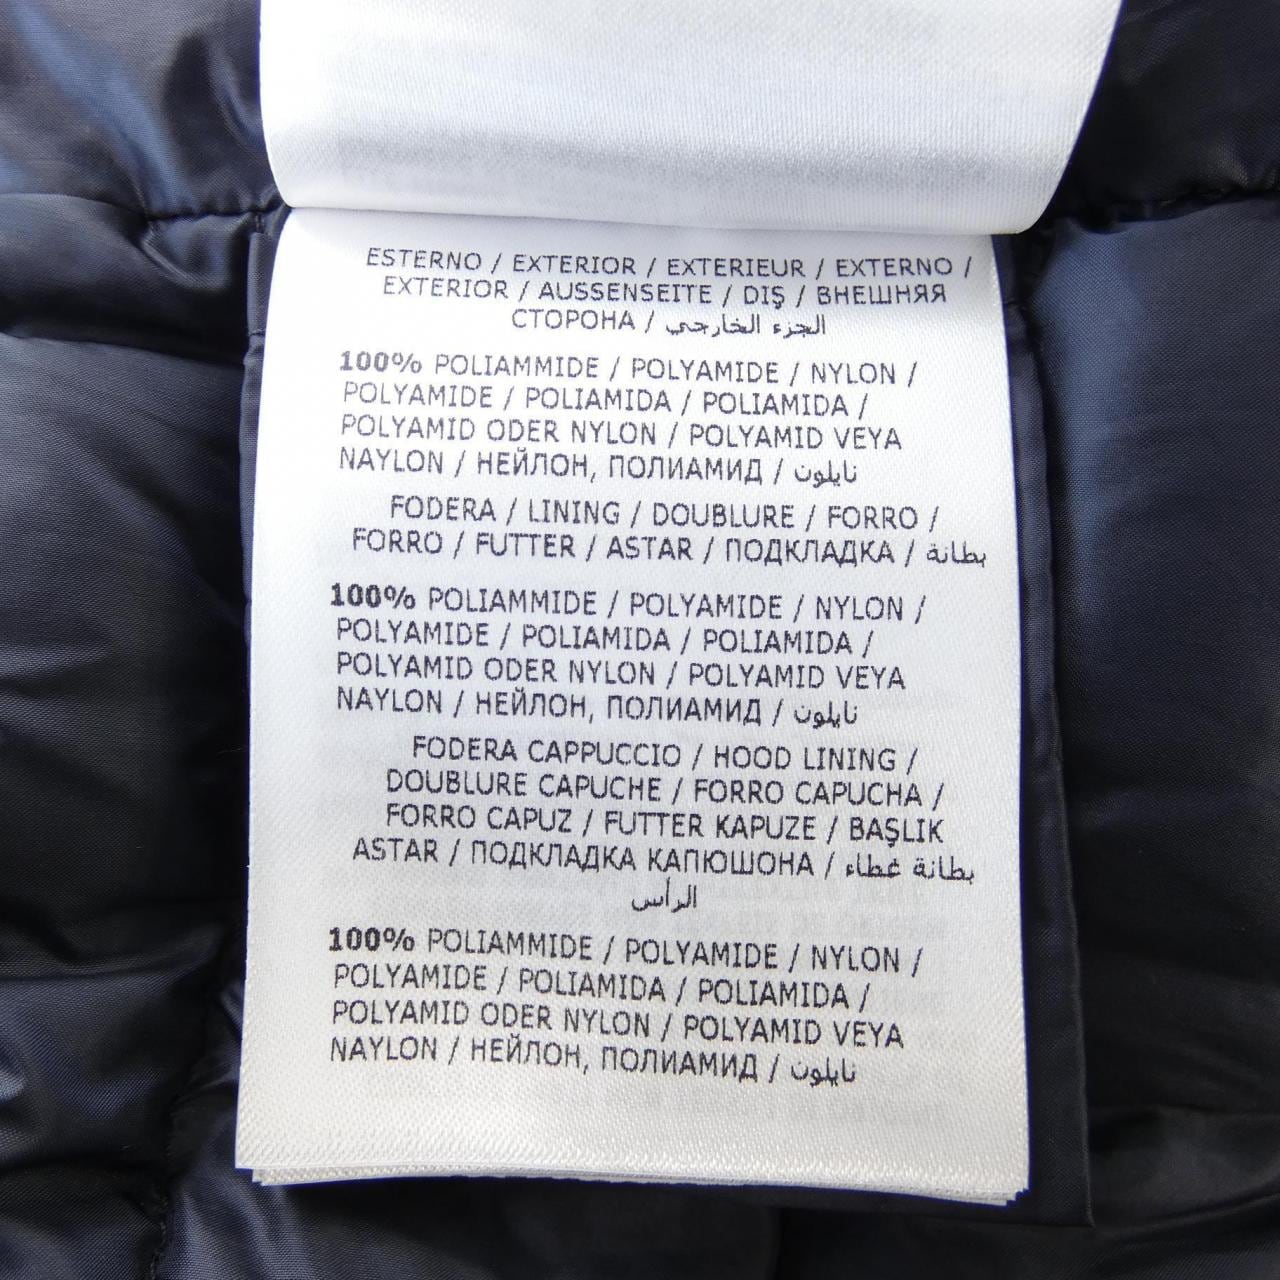 ESTERNO / EXTERIOR / EXTERIEUR / EXTERNO /
EXTERIOR / AUSSENSEITE / DIŞ / ВНЕШНЯЯ
СТОРОНА / الجزء الخارجي
100% POLIAMMIDE / POLYAMIDE / NYLON /
POLYAMIDE / POLIAMIDA / POLIAMIDA /
POLYAMID ODER NYLON / POLYAMID VEYA
NAYLON / НЕЙЛОН, ПОЛИАМИД / نايلون
FODERA / LINING / DOUBLURE / FORRO /
FORRO / FUTTER / ASTAR / ПОДКЛАДКА / بطانة
100% POLIAMMIDE / POLYAMIDE / NYLON /
POLYAMIDE / POLIAMIDA / POLIAMIDA /
POLYAMID ODER NYLON / POLYAMID VEYA
NAYLON / НЕЙЛОН, ПОЛИАМИД / نايلون
FODERA CAPPUCCIO / HOOD LINING /
DOUBLURE CAPUCHE / FORRO CAPUCHA /
FORRO CAPUZ / FUTTER KAPUZE / BAŞLIK
ASTAR / ПОДКЛАДКА КАПЮШОНА / بطانة غطاء
الرأس
100% POLIAMMIDE / POLYAMIDE / NYLON /
POLYAMIDE / POLIAMIDA / POLIAMIDA /
POLYAMID ODER NYLON / POLYAMID VEYA
NAYLON / НЕЙЛОН, ПОЛИАМИД / نايلون